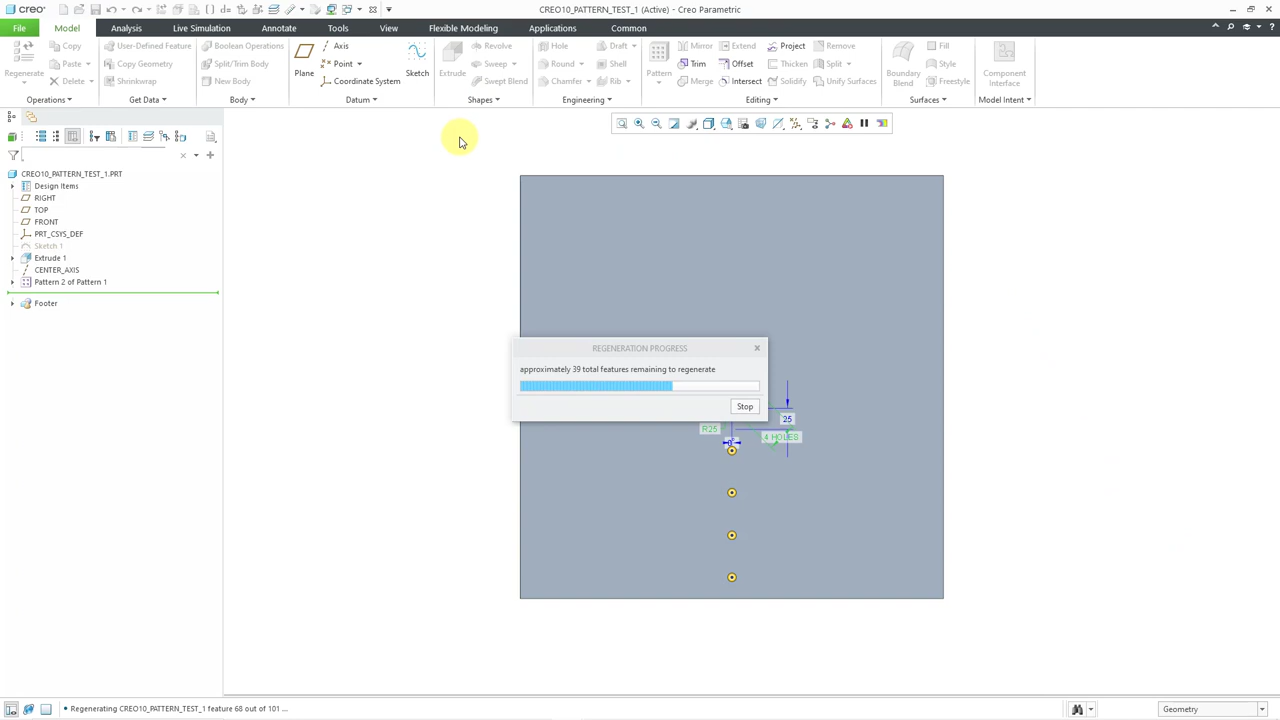 creo CREO10_PATTERN_TEST_1 (Active) - Creo Parametric
File Model Analysis Live Simulation Annotate Tools View Flexible Modeling Applications Common
Regenerate Copy Paste Delete Operations
User-Defined Feature Copy Geometry Shrinkwrap Get Data
Boolean Operations Split/Trim Body New Body Body
Plane Axis Point Coordinate System Sketch Datum
Extrude Revolve Sweep Swept Blend Shapes
Hole Round Chamfer Draft Shell Rib Engineering
Pattern Mirror Trim Merge Extend Offset Intersect Project Thicken Solidify Remove Split Unify Surfaces Editing
Boundary Blend Fill Style Freestyle Surfaces
Component Interface Model Intent
CREO10_PATTERN_TEST_1.PRT
Design Items
RIGHT
TOP
FRONT
PRT_CSYS_DEF
Sketch 1
Extrude 1
CENTER_AXIS
Pattern 2 of Pattern 1
Footer
REGENERATION PROGRESS
approximately 39 total features remaining to regenerate
Stop
25
R25
4 HOLES
Regenerating CREO10_PATTERN_TEST_1 feature 68 out of 101 ...
Geometry